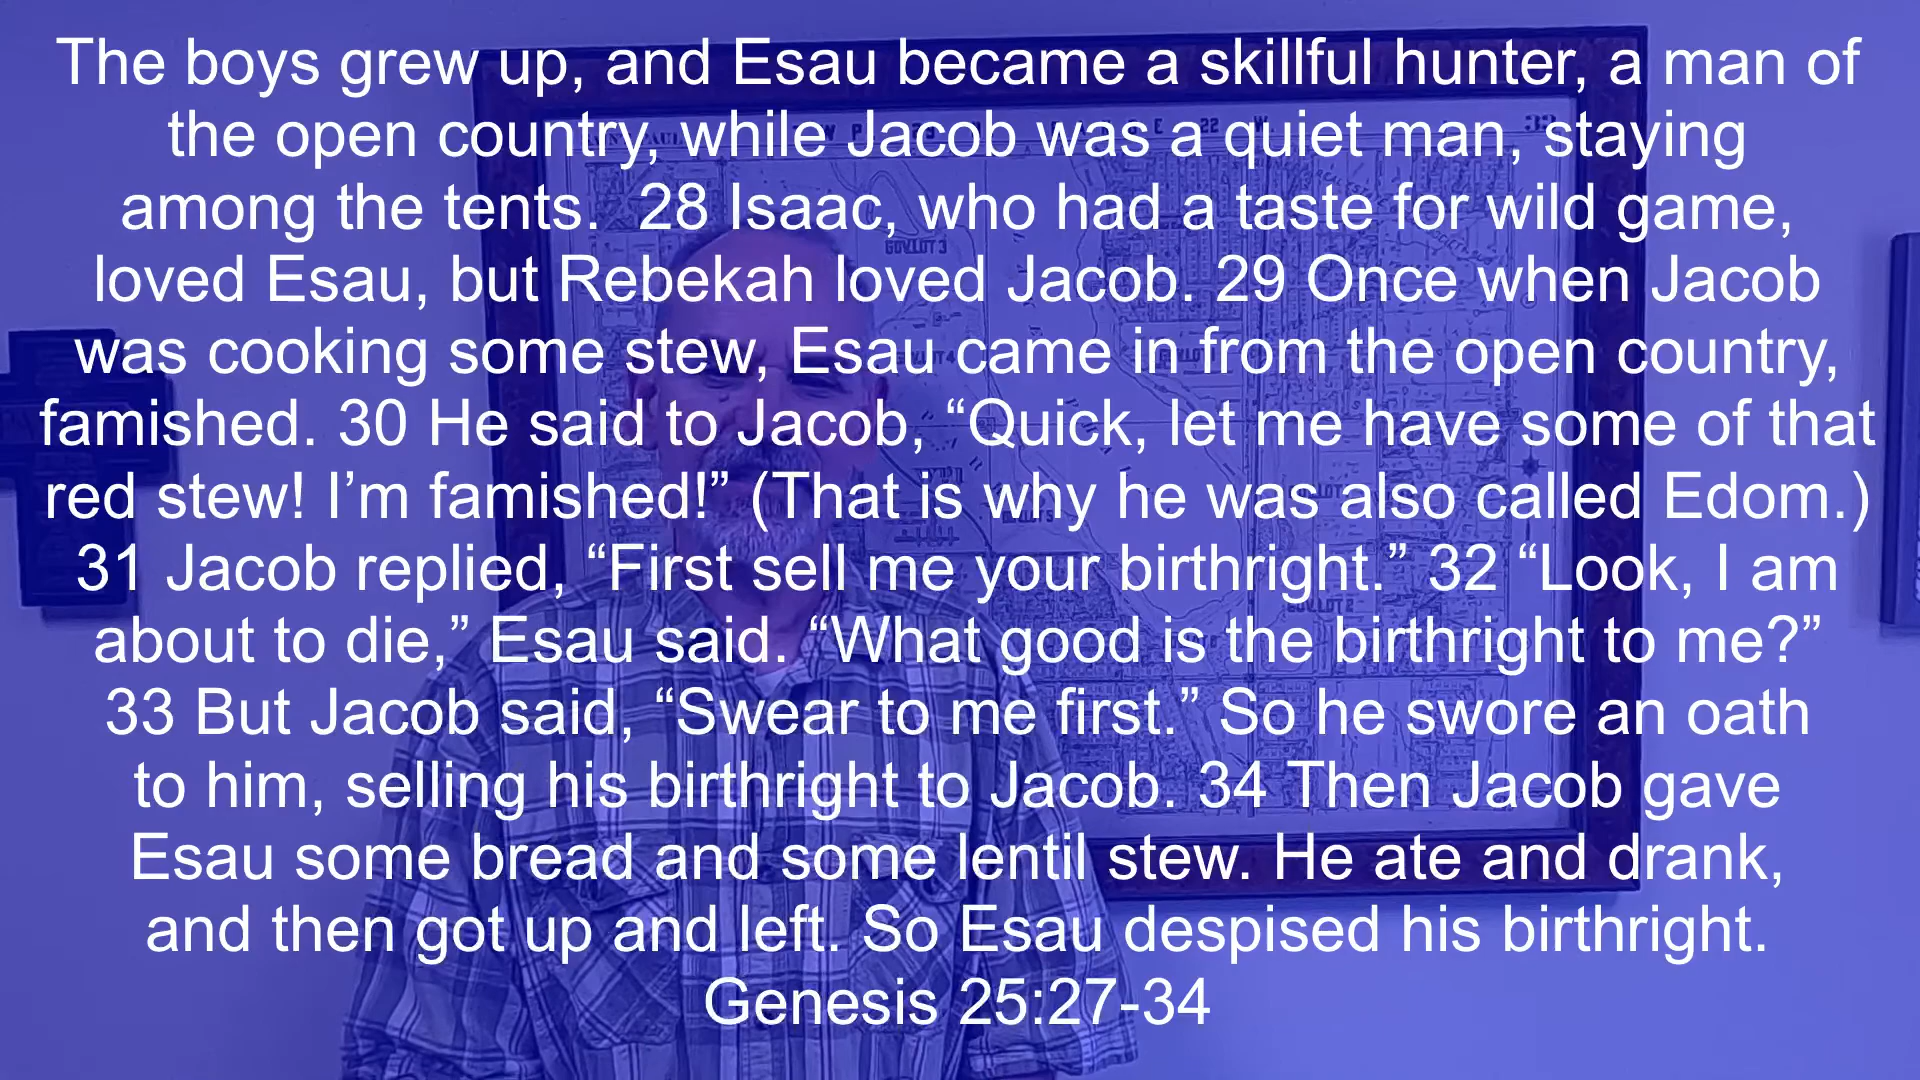 The boys grew up, and Esau became a skillful hunter, a man of
the open country, while Jacob was a quiet man, staying
among the tents.  28 Isaac, who had a taste for wild game,
loved Esau, but Rebekah loved Jacob. 29 Once when Jacob
was cooking some stew, Esau came in from the open country,
famished. 30 He said to Jacob, “Quick, let me have some of that
red stew! I’m famished!” (That is why he was also called Edom.)
31 Jacob replied, “First sell me your birthright.” 32 “Look, I am
about to die,” Esau said. “What good is the birthright to me?”
33 But Jacob said, “Swear to me first.” So he swore an oath
to him, selling his birthright to Jacob. 34 Then Jacob gave
Esau some bread and some lentil stew. He ate and drank,
and then got up and left. So Esau despised his birthright.
Genesis 25:27-34
GOV.LOT 3
GOV.LOT 2